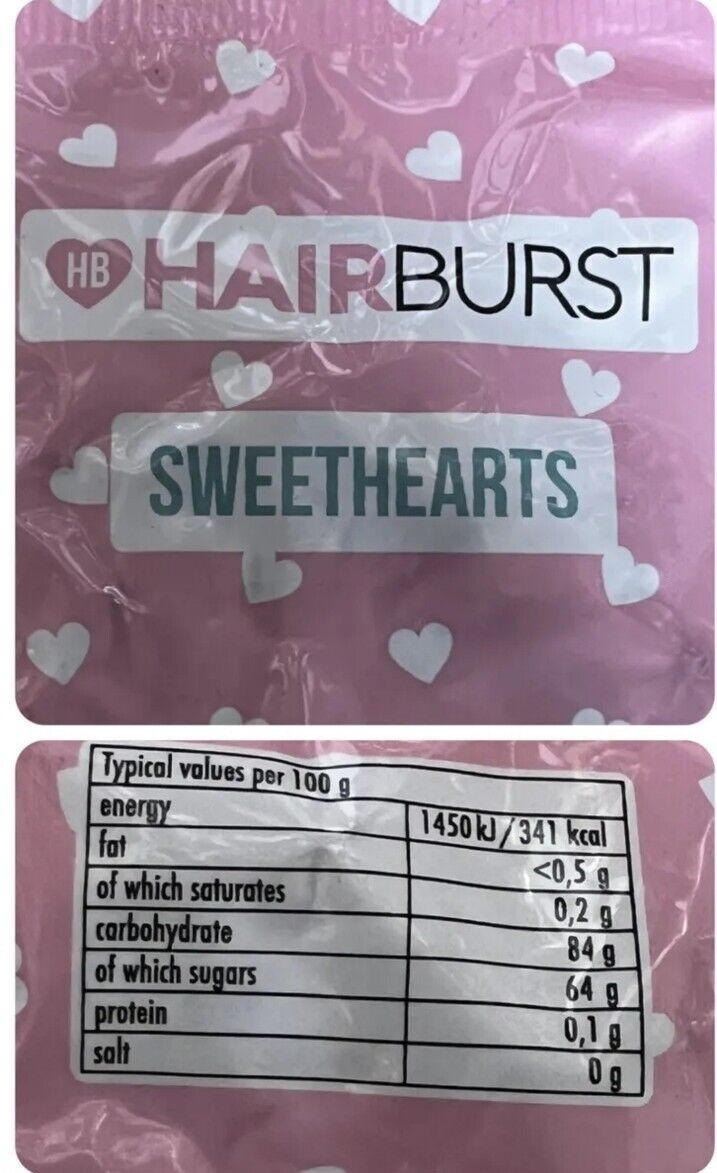 HB HAIRBURST
SWEETHEARTS
Typical values per 100 g
energy 1450 kJ/341 kcal
fat <0,5 g
of which saturates 0,2 g
carbohydrate 84 g
of which sugars 64 g
protein 0,1 g
salt 0 g